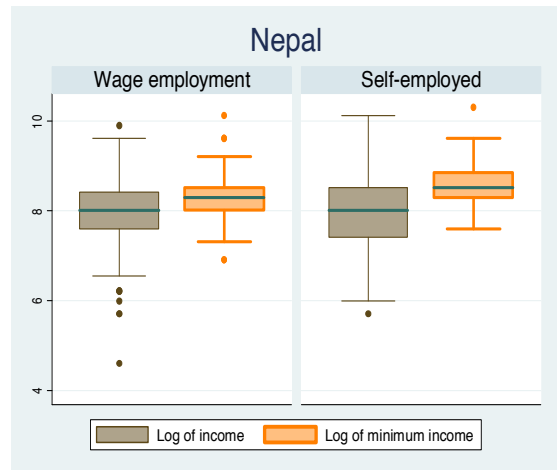 Nepal
Wage employment
Self-employed
10
8
6
4
Log of income
Log of minimum income